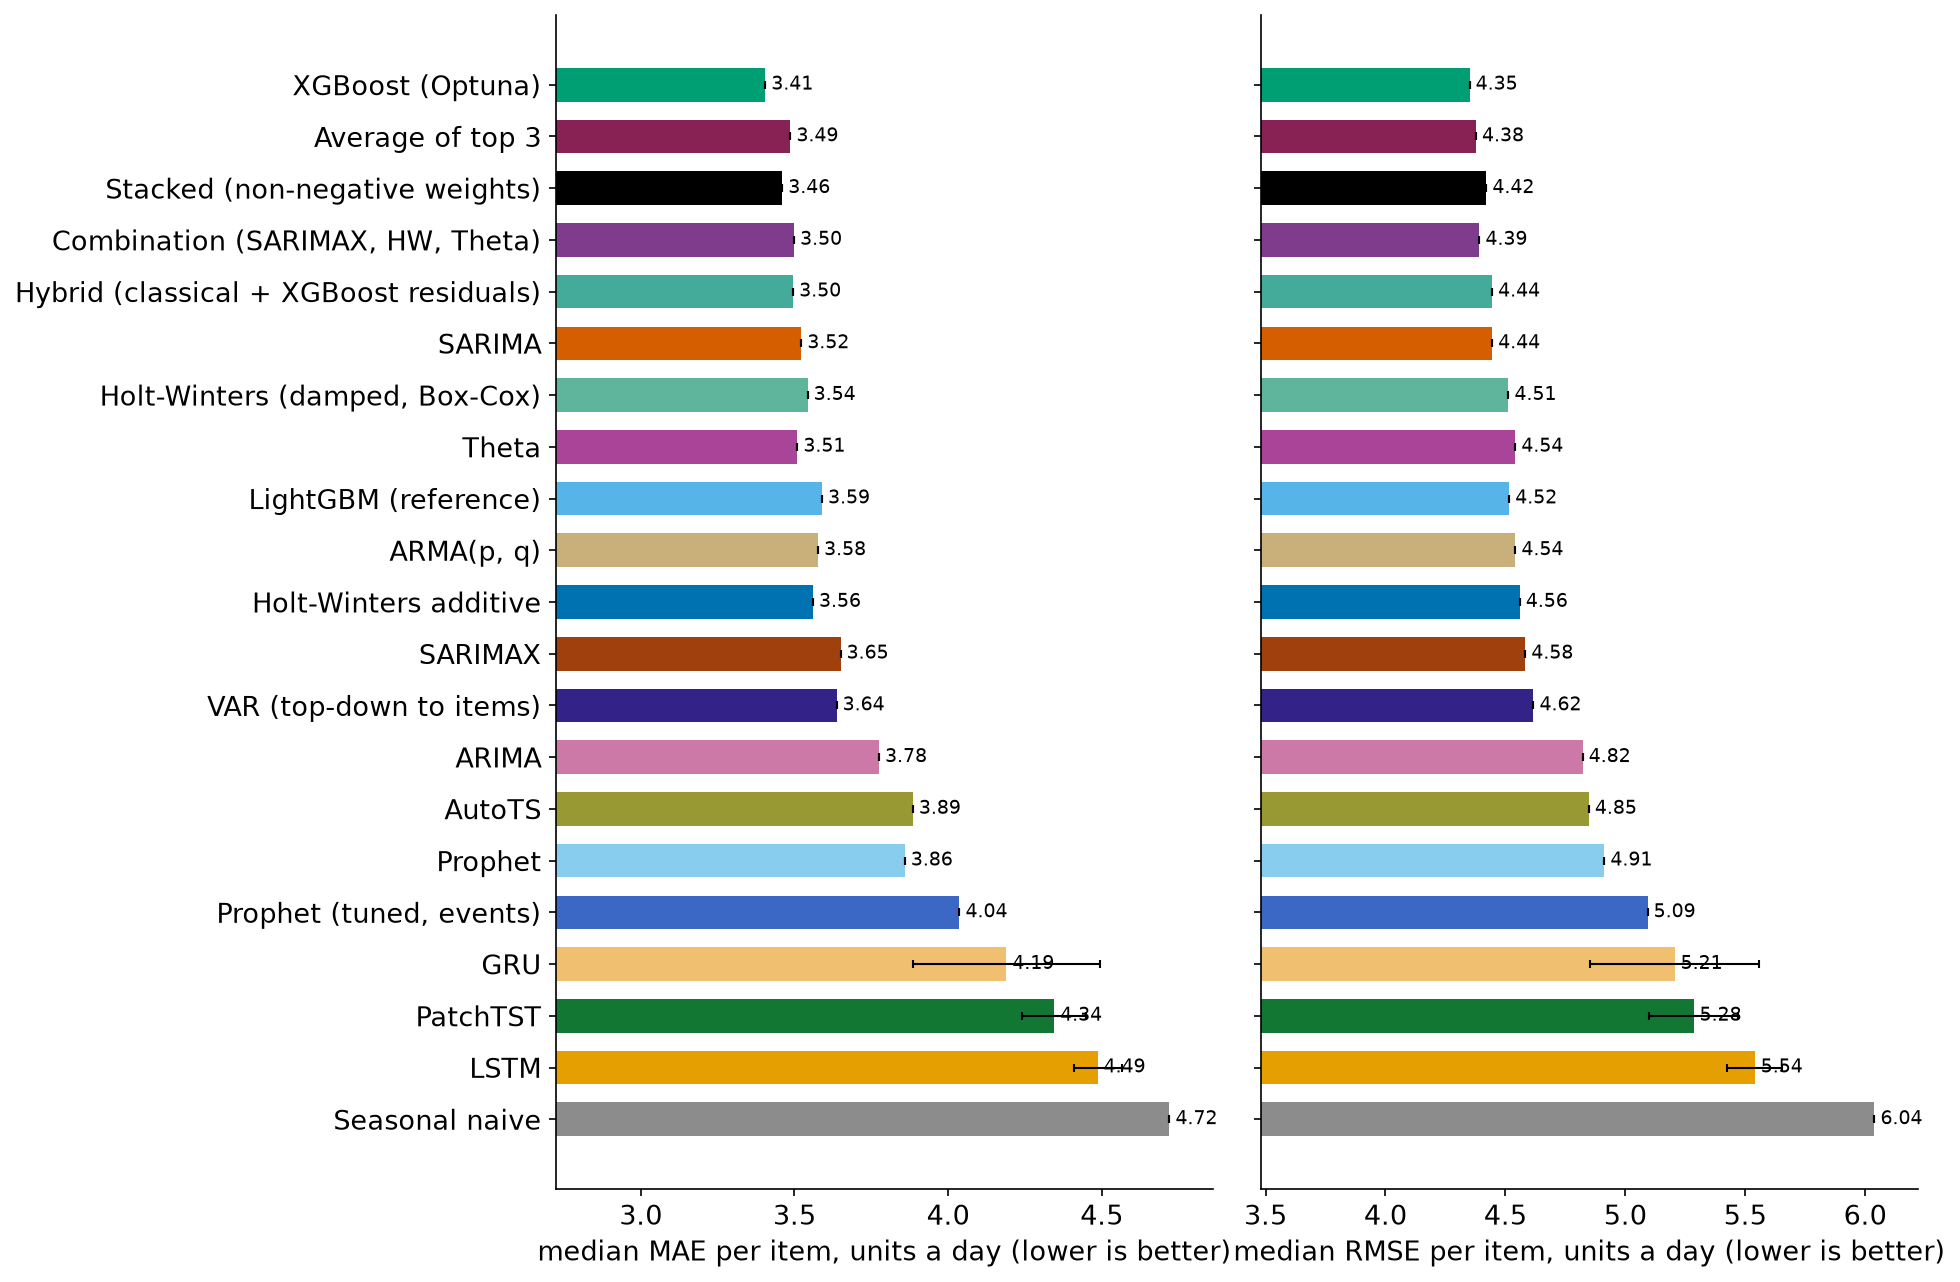 XGBoost (Optuna) 3.41 4.35
Average of top 3 3.49 4.38
Stacked (non-negative weights) 3.46 4.42
Combination (SARIMAX, HW, Theta) 3.50 4.39
Hybrid (classical + XGBoost residuals) 3.50 4.44
SARIMA 3.52 4.44
Holt-Winters (damped, Box-Cox) 3.54 4.51
Theta 3.51 4.54
LightGBM (reference) 3.59 4.52
ARMA(p, q) 3.58 4.54
Holt-Winters additive 3.56 4.56
SARIMAX 3.65 4.58
VAR (top-down to items) 3.64 4.62
ARIMA 3.78 4.82
AutoTS 3.89 4.85
Prophet 3.86 4.91
Prophet (tuned, events) 4.04 5.09
GRU 4.19 5.21
PatchTST 4.34 5.28
LSTM 4.49 5.54
Seasonal naive 4.72 6.04
3.0 3.5 4.0 4.5 3.5 4.0 4.5 5.0 5.5 6.0
median MAE per item, units a day (lower is better) median RMSE per item, units a day (lower is better)